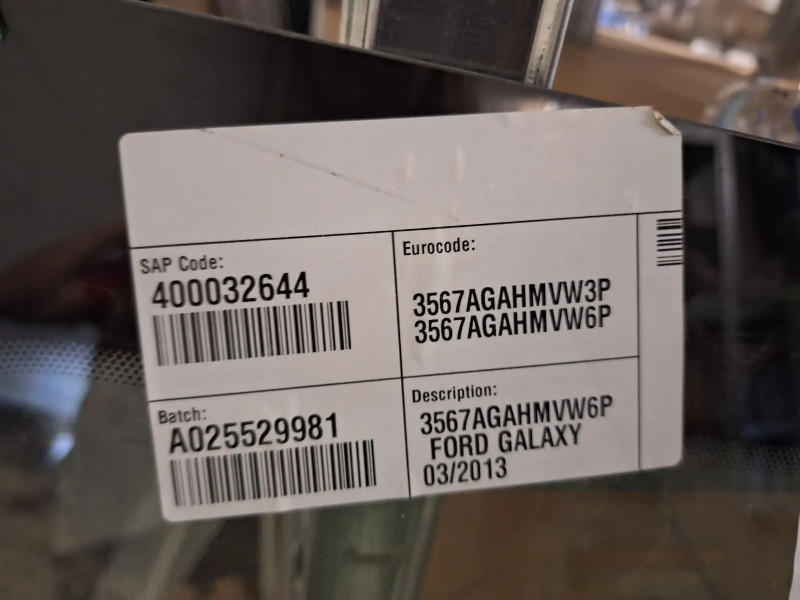 SAP Code:
400032644
Eurocode:
3567AGAHMVW3P
3567AGAHMVW6P
Batch:
A025529981
Description:
3567AGAHMVW6P
FORD GALAXY
03/2013